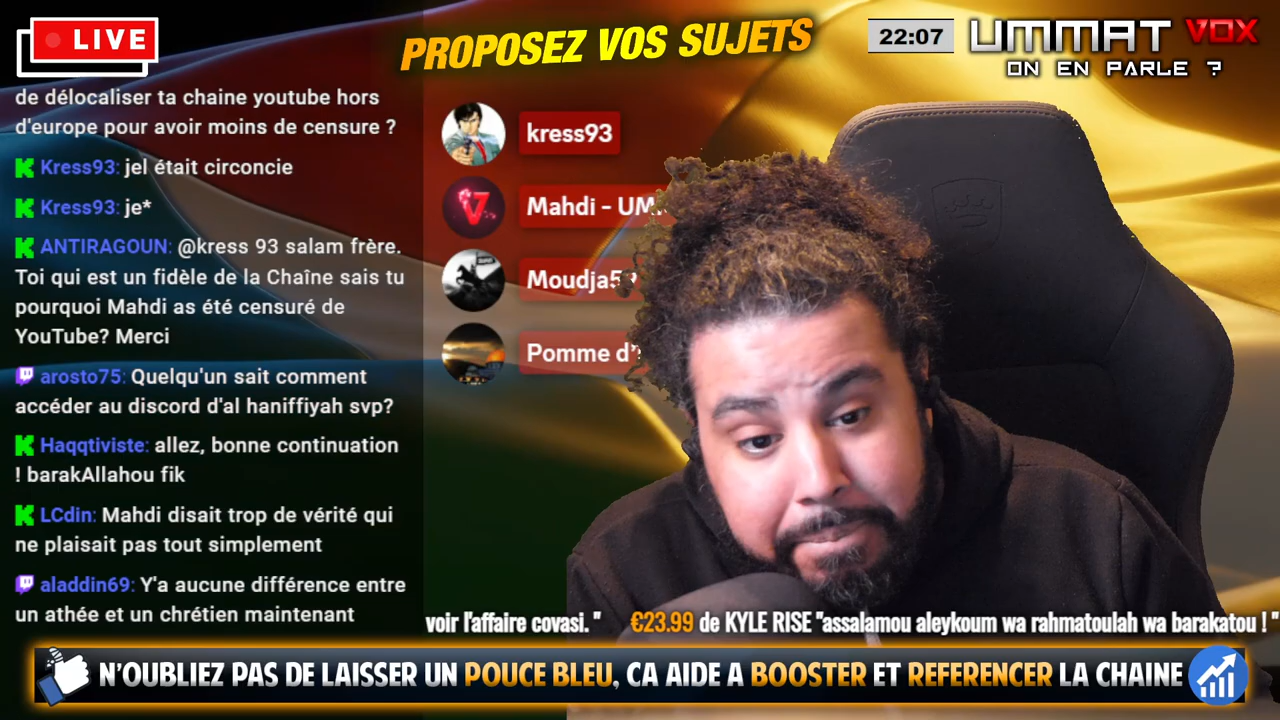 LIVE
PROPOSEZ VOS SUJETS
22:07
UMMAT VOX
ON EN PARLE ?
de délocaliser ta chaine youtube hors
d'europe pour avoir moins de censure ?
Kress93: jel était circoncie
Kress93: je*
ANTIRAGOUN: @kress 93 salam frère.
Toi qui est un fidèle de la Chaîne sais tu
pourquoi Mahdi as été censuré de
YouTube? Merci
arosto75: Quelqu'un sait comment
accéder au discord d'al haniffiyah svp?
Haqqtiviste: allez, bonne continuation
! barakAllahou fik
LCdin: Mahdi disait trop de vérité qui
ne plaisait pas tout simplement
aladdin69: Y'a aucune différence entre
un athée et un chrétien maintenant
kress93
Mahdi - UM
Moudja5
Pomme d'
voir l'affaire covasi. " €23.99 de KYLE RISE "assalamou aleykoum wa rahmatoulah wa barakatou ! "
N'OUBLIEZ PAS DE LAISSER UN POUCE BLEU, CA AIDE A BOOSTER ET REFERENCER LA CHAINE